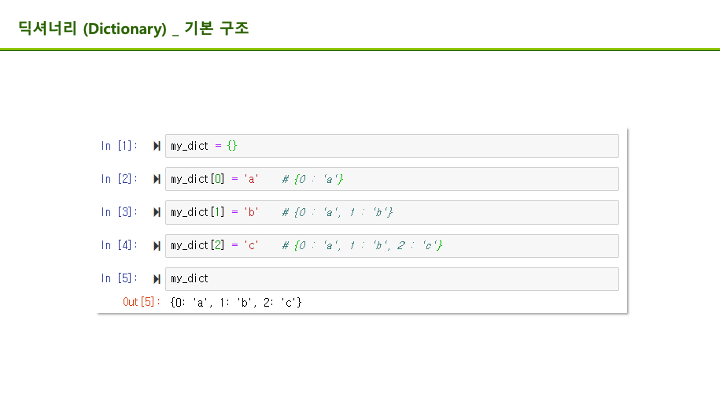 딕셔너리 (Dictionary) _ 기본 구조
In [1]: my_dict = {}
In [2]: my_dict[0] = 'a' # {0 : 'a'}
In [3]: my_dict[1] = 'b' # {0 : 'a', 1 : 'b'}
In [4]: my_dict[2] = 'c' # {0 : 'a', 1 : 'b', 2 : 'c'}
In [5]: my_dict
Out[5]: {0: 'a', 1: 'b', 2: 'c'}